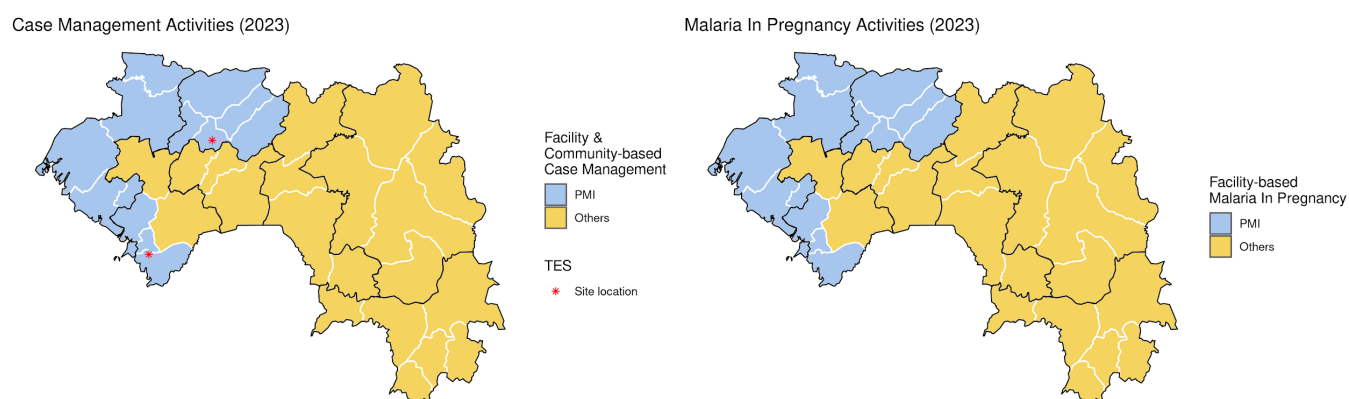 Case Management Activities (2023)
Facility &
Community-based
Case Management
PMI
Others
TES
Site location
Malaria In Pregnancy Activities (2023)
Facility-based
Malaria In Pregnancy
PMI
Others